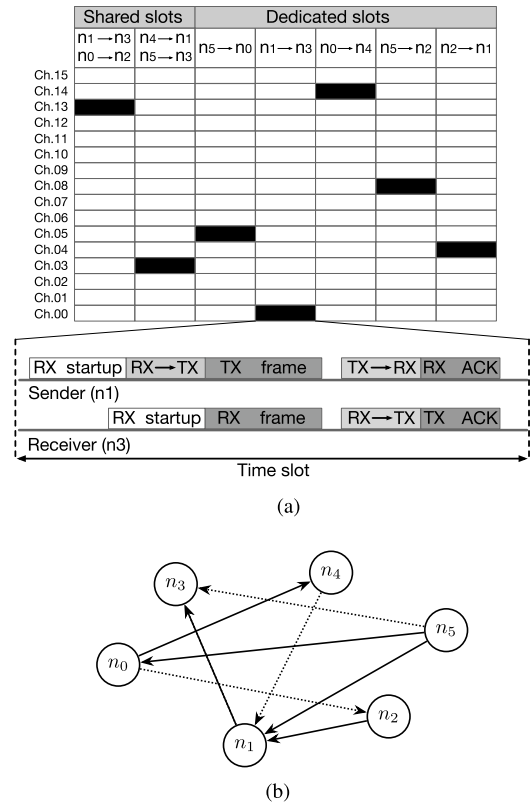 Shared slots Dedicated slots
n1→n3 n4→n1 n5→n0 n1→n3 n0→n4 n5→n2 n2→n1
n0→n2 n5→n3
Ch.15
Ch.14
Ch.13
Ch.12
Ch.11
Ch.10
Ch.09
Ch.08
Ch.07
Ch.06
Ch.05
Ch.04
Ch.03
Ch.02
Ch.01
Ch.00
RX startup RX→TX TX frame TX→RX RX ACK
Sender (n1)
RX startup RX frame RX→TX TX ACK
Receiver (n3)
Time slot
(a)
n4
n3
n5
n0
n2
n1
(b)